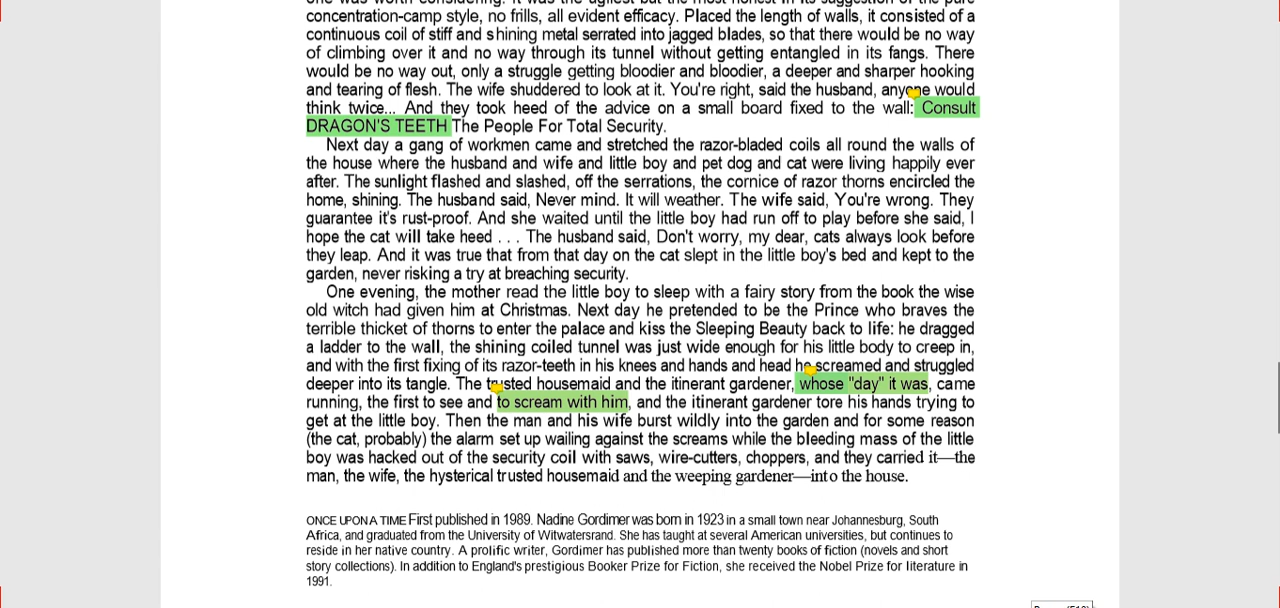 concentration-camp style, no frills, all evident efficacy. Placed the length of walls, it consisted of a
continuous coil of stiff and shining metal serrated into jagged blades, so that there would be no way
of climbing over it and no way through its tunnel without getting entangled in its fangs. There
would be no way out, only a struggle getting bloodier and bloodier, a deeper and sharper hooking
and tearing of flesh. The wife shuddered to look at it. You're right, said the husband, anyone would
think twice... And they took heed of the advice on a small board fixed to the wall: Consult
DRAGON'S TEETH The People For Total Security.
Next day a gang of workmen came and stretched the razor-bladed coils all round the walls of
the house where the husband and wife and little boy and pet dog and cat were living happily ever
after. The sunlight flashed and slashed, off the serrations, the cornice of razor thorns encircled the
home, shining. The husband said, Never mind. It will weather. The wife said, You're wrong. They
guarantee it's rust-proof. And she waited until the little boy had run off to play before she said, I
hope the cat will take heed . . . The husband said, Don't worry, my dear, cats always look before
they leap. And it was true that from that day on the cat slept in the little boy's bed and kept to the
garden, never risking a try at breaching security.
One evening, the mother read the little boy to sleep with a fairy story from the book the wise
old witch had given him at Christmas. Next day he pretended to be the Prince who braves the
terrible thicket of thorns to enter the palace and kiss the Sleeping Beauty back to life: he dragged
a ladder to the wall, the shining coiled tunnel was just wide enough for his little body to creep in,
and with the first fixing of its razor-teeth in his knees and hands and head he screamed and struggled
deeper into its tangle. The trusted housemaid and the itinerant gardener, whose "day" it was, came
running, the first to see and to scream with him, and the itinerant gardener tore his hands trying to
get at the little boy. Then the man and his wife burst wildly into the garden and for some reason
(the cat, probably) the alarm set up wailing against the screams while the bleeding mass of the little
boy was hacked out of the security coil with saws, wire-cutters, choppers, and they carried it—the
man, the wife, the hysterical trusted housemaid and the weeping gardener—into the house.
ONCE UPON A TIME First published in 1989. Nadine Gordimer was born in 1923 in a small town near Johannesburg, South
Africa, and graduated from the University of Witwatersrand. She has taught at several American universities, but continues to
reside in her native country. A prolific writer, Gordimer has published more than twenty books of fiction (novels and short
story collections). In addition to England's prestigious Booker Prize for Fiction, she received the Nobel Prize for literature in
1991.